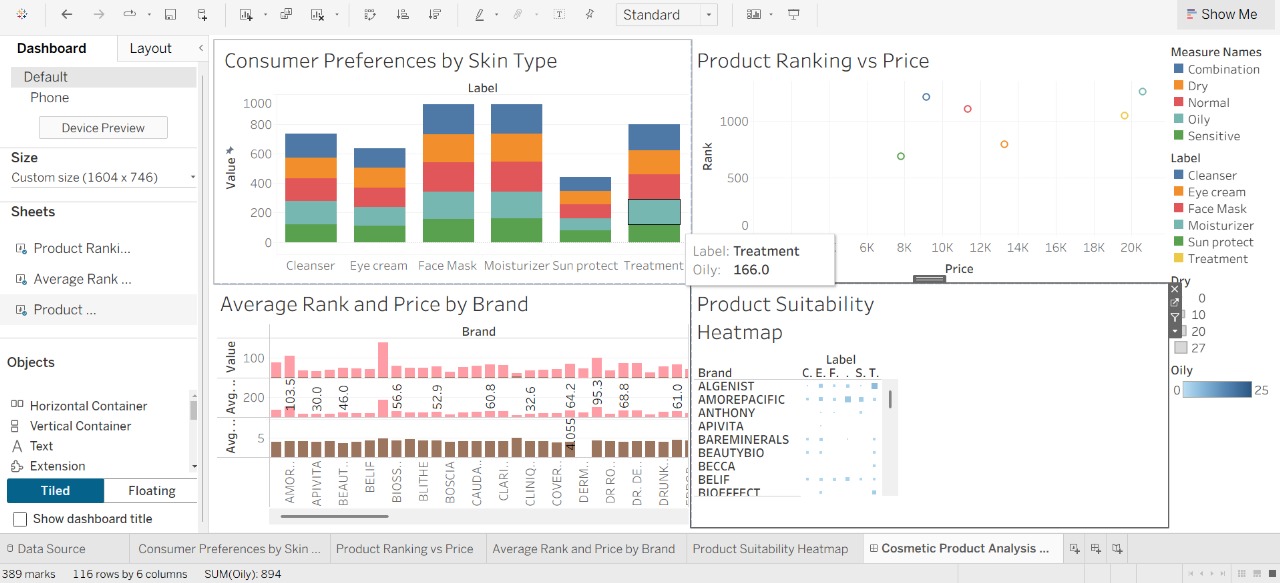 Standard
Show Me
Dashboard
Layout
Default
Phone
Device Preview
Size
Custom size (1604 x 746)
Sheets
Product Ranki...
Average Rank ...
Product ...
Objects
Horizontal Container
Vertical Container
Text
Extension
Tiled
Floating
Show dashboard title
Consumer Preferences by Skin Type
Label
Value
1000
800
600
400
200
0
Cleanser Eye cream Face Mask Moisturizer Sun protect Treatment
Product Ranking vs Price
Rank
1000
500
0
6K 8K 10K 12K 14K 16K 18K 20K
Price
Label: Treatment
Oily: 166.0
Average Rank and Price by Brand
Brand
Value
100
Avg. ..
200
Avg. ..
5
103.5 30.0 46.0 56.6 52.9 60.8 32.6 64.2 95.3 68.8 61.0
4.055
AMOR.. APIVITA BEAUT.. BELIF BIOSS.. BLITHE BOSCIA CAUDA.. CLARI.. CLINIQ.. COVER.. DERM.. DR RO.. DR. DE.. DRUNK..
Product Suitability
Heatmap
Label
Brand C. E. F. . S. T.
ALGENIST
AMOREPACIFIC
ANTHONY
APIVITA
BAREMINERALS
BEAUTYBIO
BECCA
BELIF
BIOEFFECT
Measure Names
Combination
Dry
Normal
Oily
Sensitive
Label
Cleanser
Eye cream
Face Mask
Moisturizer
Sun protect
Treatment
Dry
0
10
20
27
Oily
0 25
Data Source
Consumer Preferences by Skin ...
Product Ranking vs Price
Average Rank and Price by Brand
Product Suitability Heatmap
Cosmetic Product Analysis ...
389 marks 116 rows by 6 columns SUM(Oily): 894